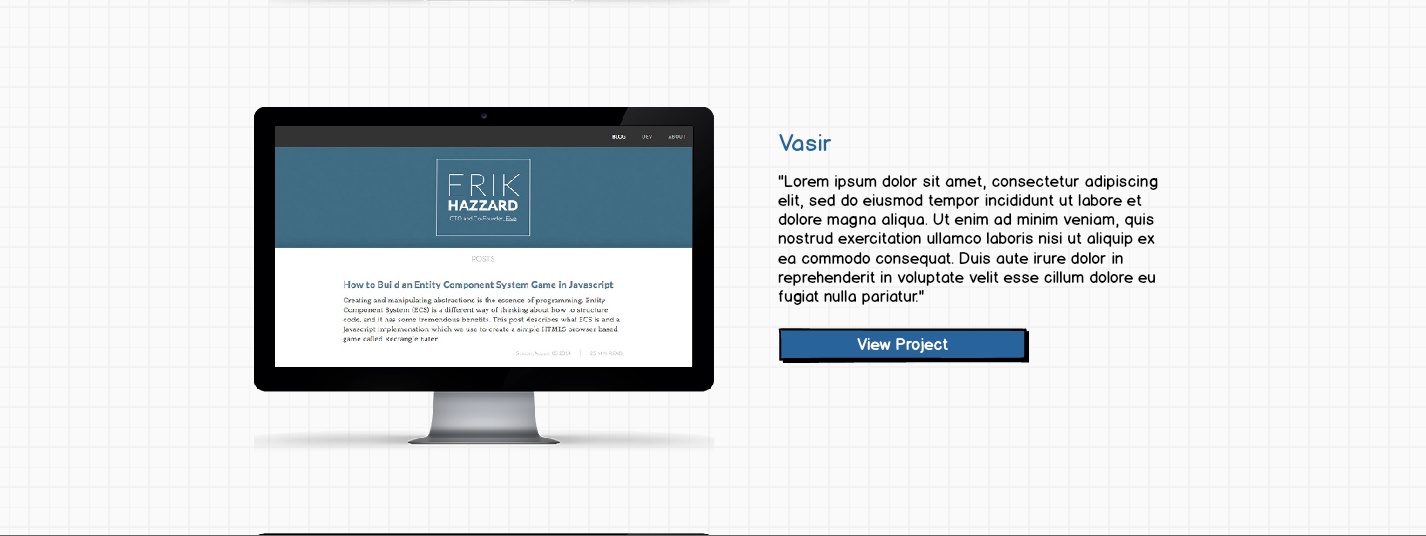 BLOG DEV ABOUT
ERIK
HAZZARD
CTO and Co-Founder,
POSTS
How to Build an Entity Component System Game in Javascript
Creating and manipulating abstractions is the essence of programming. Entity
Component System (ECS) is a different way of thinking about how to structure
code, and it has some tremendous benefits. This post describes what ECS is and a
Javascript implementation which we use to create a simple HTML5 browser based
game called Rectangle Eater.
MIN READ
Vasir
"Lorem ipsum dolor sit amet, consectetur adipiscing
elit, sed do eiusmod tempor incididunt ut labore et
dolore magna aliqua. Ut enim ad minim veniam, quis
nostrud exercitation ullamco laboris nisi ut aliquip ex
ea commodo consequat. Duis aute irure dolor in
reprehenderit in voluptate velit esse cillum dolore eu
fugiat nulla pariatur."
View Project